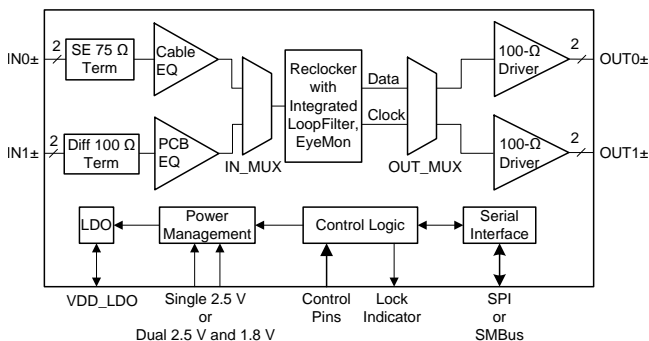 IN0±
2
SE 75 Ω
Term
Cable
EQ
IN1±
2
Diff 100 Ω
Term
PCB
EQ
IN_MUX
Reclocker
with
Integrated
LoopFilter,
EyeMon
Data
Clock
OUT_MUX
100-Ω
Driver
2
OUT0±
100-Ω
Driver
2
OUT1±
LDO
Power
Management
Control Logic
Serial
Interface
VDD_LDO
Single 2.5 V
or
Dual 2.5 V and 1.8 V
Control
Pins
Lock
Indicator
SPI
or
SMBus